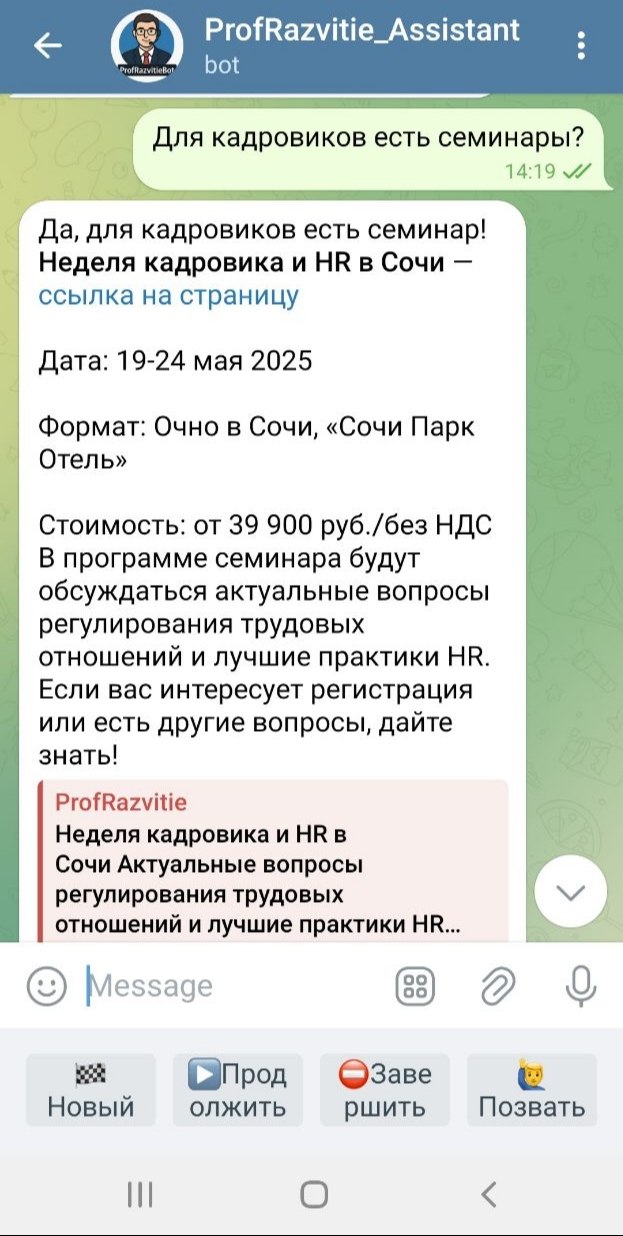 ProfRazvitie_Assistant
bot
ProfRazvitieBot
Для кадровиков есть семинары?
14:19
Да, для кадровиков есть семинар!
Неделя кадровика и HR в Сочи —
ссылка на страницу
Дата: 19-24 мая 2025
Формат: Очно в Сочи, «Сочи Парк
Отель»
Стоимость: от 39 900 руб./без НДС
В программе семинара будут
обсуждаться актуальные вопросы
регулирования трудовых
отношений и лучшие практики HR.
Если вас интересует регистрация
или есть другие вопросы, дайте
знать!
ProfRazvitie
Неделя кадровика и HR в
Сочи Актуальные вопросы
регулирования трудовых
отношений и лучшие практики HR...
Message
Новый
Прод
олжить
Заве
ршить
Позвать